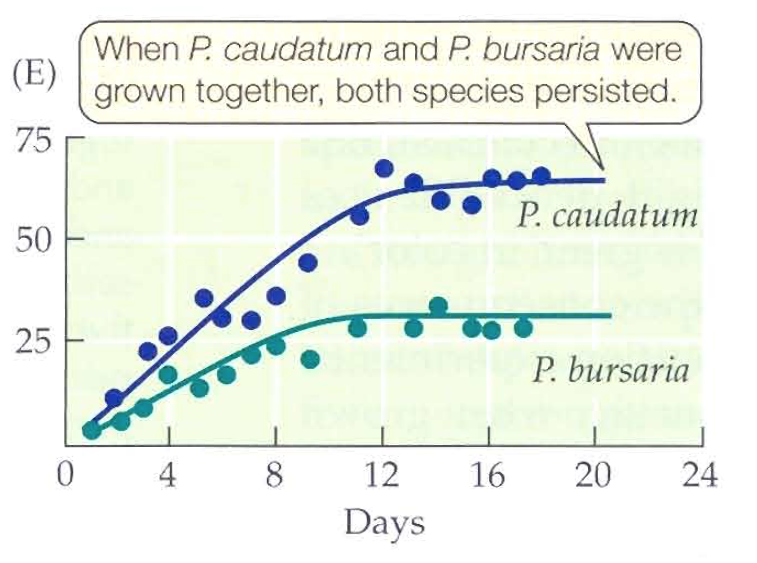 (E)
When P. caudatum and P. bursaria were
grown together, both species persisted.
75
50
25
P. caudatum
P. bursaria
0 4 8 12 16 20 24
Days